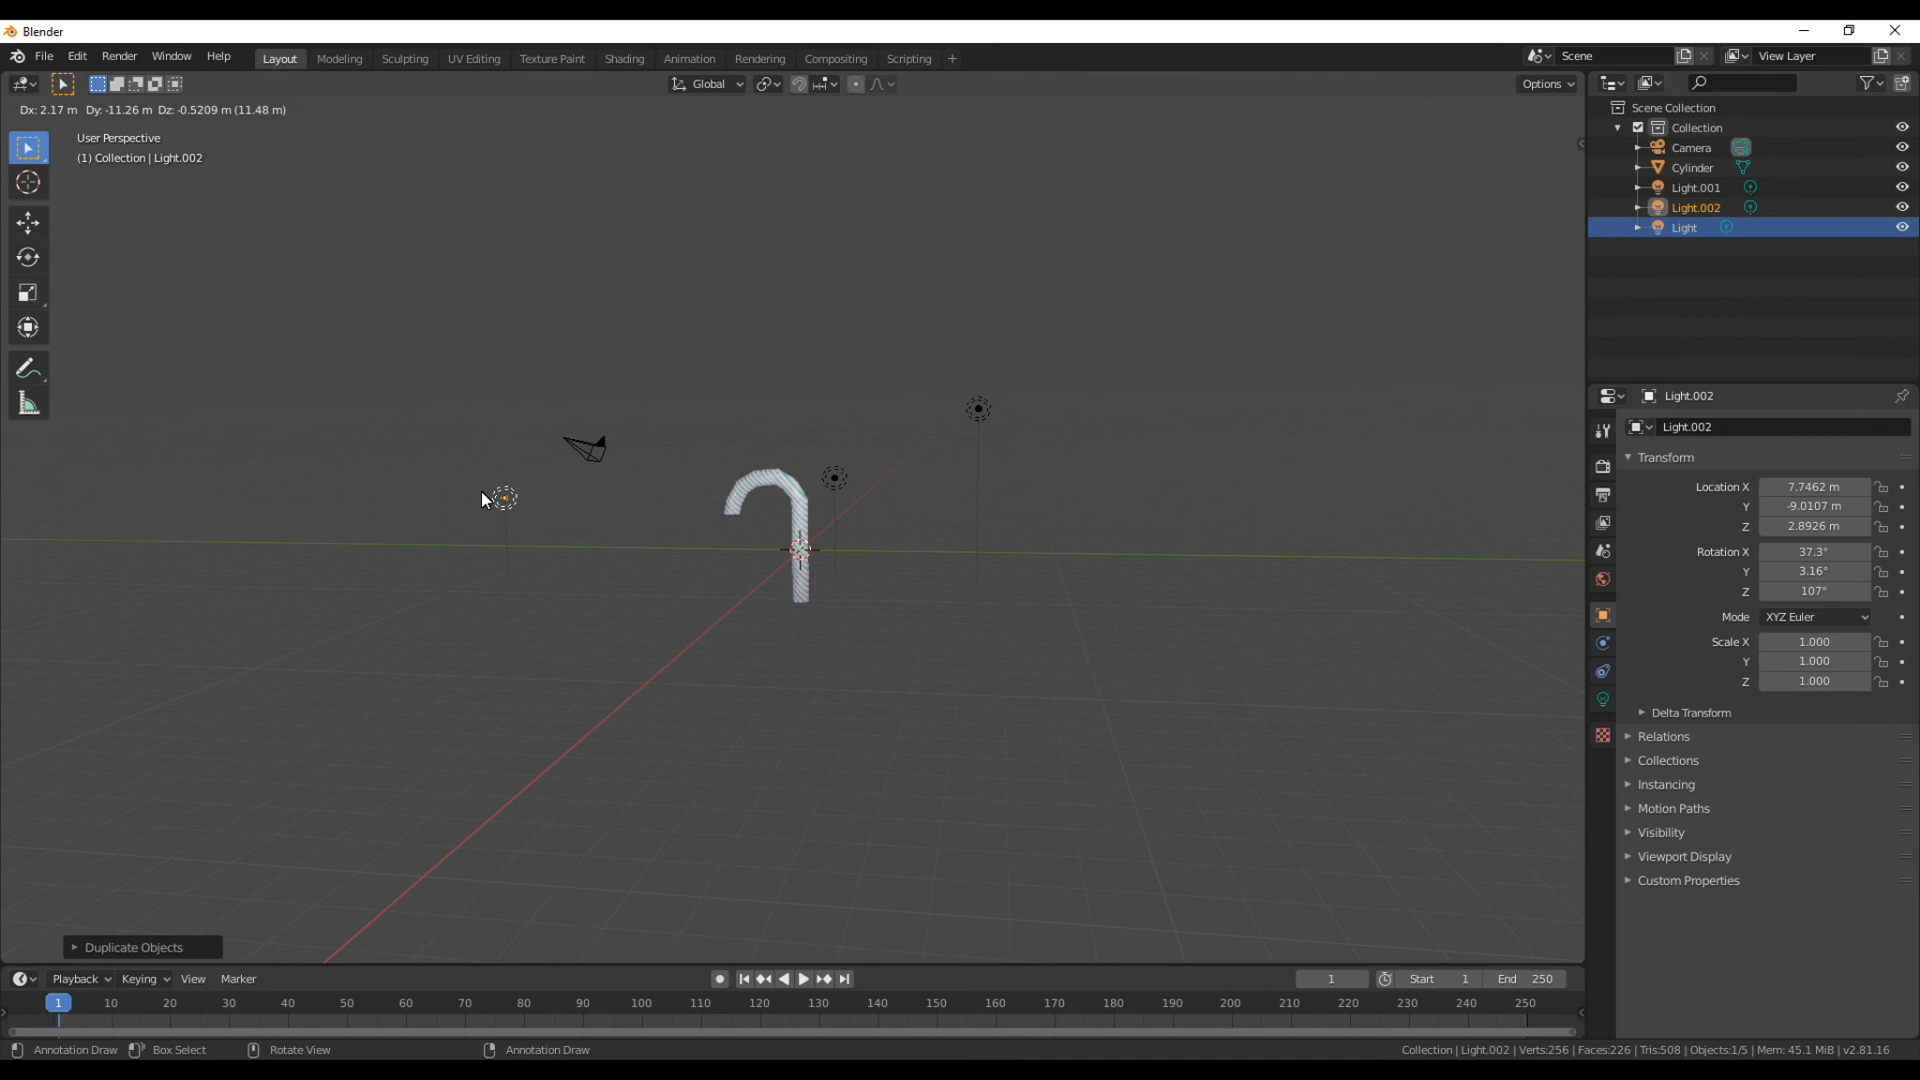 Blender
File Edit Render Window Help Layout Modeling Sculpting UV Editing Texture Paint Shading Animation Rendering Compositing Scripting + Scene View Layer
Global Options
Dx: 2.17 m Dy: -11.26 m Dz: -0.5209 m (11.48 m)
User Perspective
(1) Collection | Light.002
Scene Collection
Collection
Camera
Cylinder
Light.001
Light.002
Light
Light.002
Light.002
Transform
Location X 7.7462 m
Y -9.0107 m
Z 2.8926 m
Rotation X 37.3°
Y 3.16°
Z 107°
Mode XYZ Euler
Scale X 1.000
Y 1.000
Z 1.000
Delta Transform
Relations
Collections
Instancing
Motion Paths
Visibility
Viewport Display
Custom Properties
Duplicate Objects
Playback Keying View Marker 1 Start 1 End 250
1 10 20 30 40 50 60 70 80 90 100 110 120 130 140 150 160 170 180 190 200 210 220 230 240 250
Annotation Draw Box Select Rotate View Annotation Draw Collection | Light.002 | Verts:256 | Faces:226 | Tris:508 | Objects:1/5 | Mem: 45.1 MiB | v2.81.16